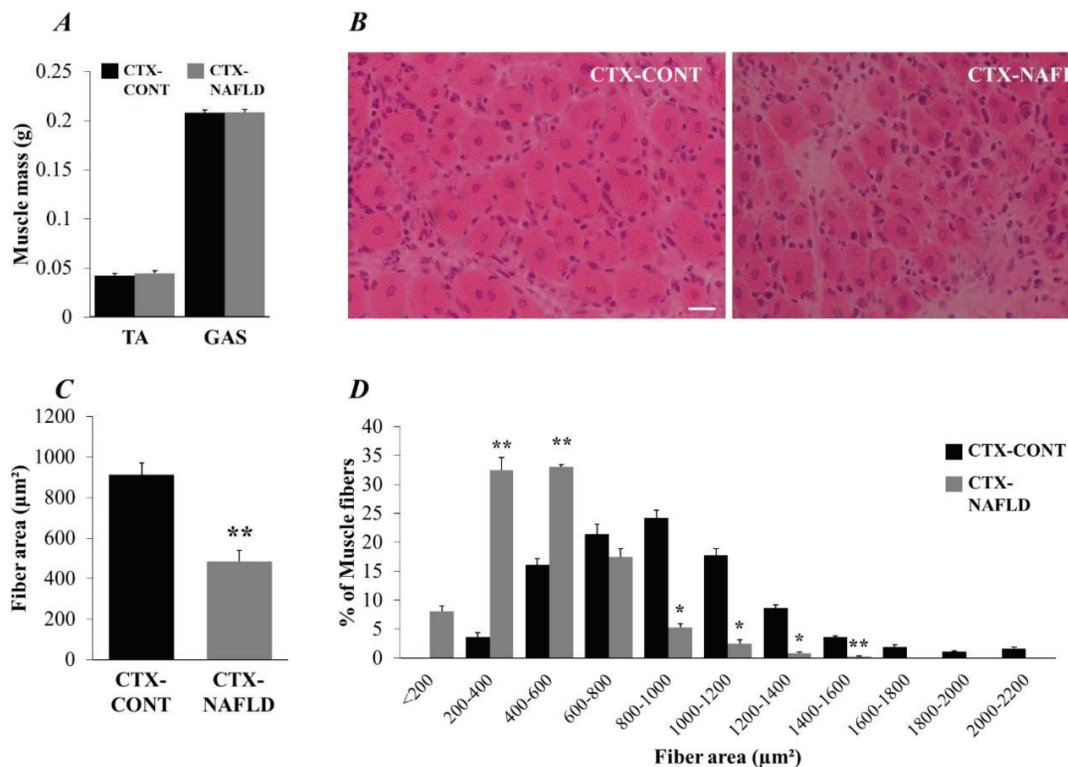 A
CTX-
CONT
CTX-
NAFLD
0.25
0.2
0.15
0.1
0.05
0
Muscle mass (g)
TA
GAS
B
CTX-CONT
CTX-NAFL
C
1200
1000
800
600
400
200
0
Fiber area (µm²)
**
CTX-
CONT
CTX-
NAFLD
D
40
35
30
25
20
15
10
5
0
% of Muscle fibers
**
**
*
*
*
**
CTX-CONT
CTX-
NAFLD
<200
200-400
400-600
600-800
800-1000
1000-1200
1200-1400
1400-1600
1600-1800
1800-2000
2000-2200
Fiber area (µm²)